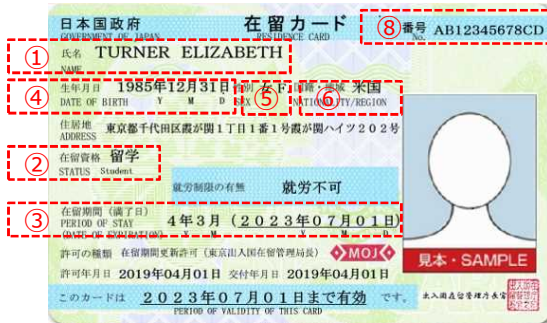 日本国政府 在留カード ⑧ 番号 AB12345678CD
GOVERNMENT OF JAPAN RESIDENCE CARD No.
① 氏名 TURNER ELIZABETH
NAME
④ 生年月日 1985年12月31日 ⑤ 性別 女 F. ⑥ 国籍・地域 米国
DATE OF BIRTH Y M D SEX NATIONALITY/REGION
住居地 東京都千代田区霞が関1丁目1番1号霞が関ハイツ202号
ADDRESS
② 在留資格 留学
STATUS Student
就労制限の有無 就労不可
③ 在留期間(満了日) 4年3月(2023年07月01日)
PERIOD OF STAY
(DATE OF EXPIRATION) Y M Y M D
許可の種類 在留期間更新許可(東京出入国在留管理局長) MOJ
許可年月日 2019年04月01日 交付年月日 2019年04月01日
見本・SAMPLE
このカードは 2023年07月01日まで有効 です。
PERIOD OF VALIDITY OF THIS CARD
出入国在留管理庁長官